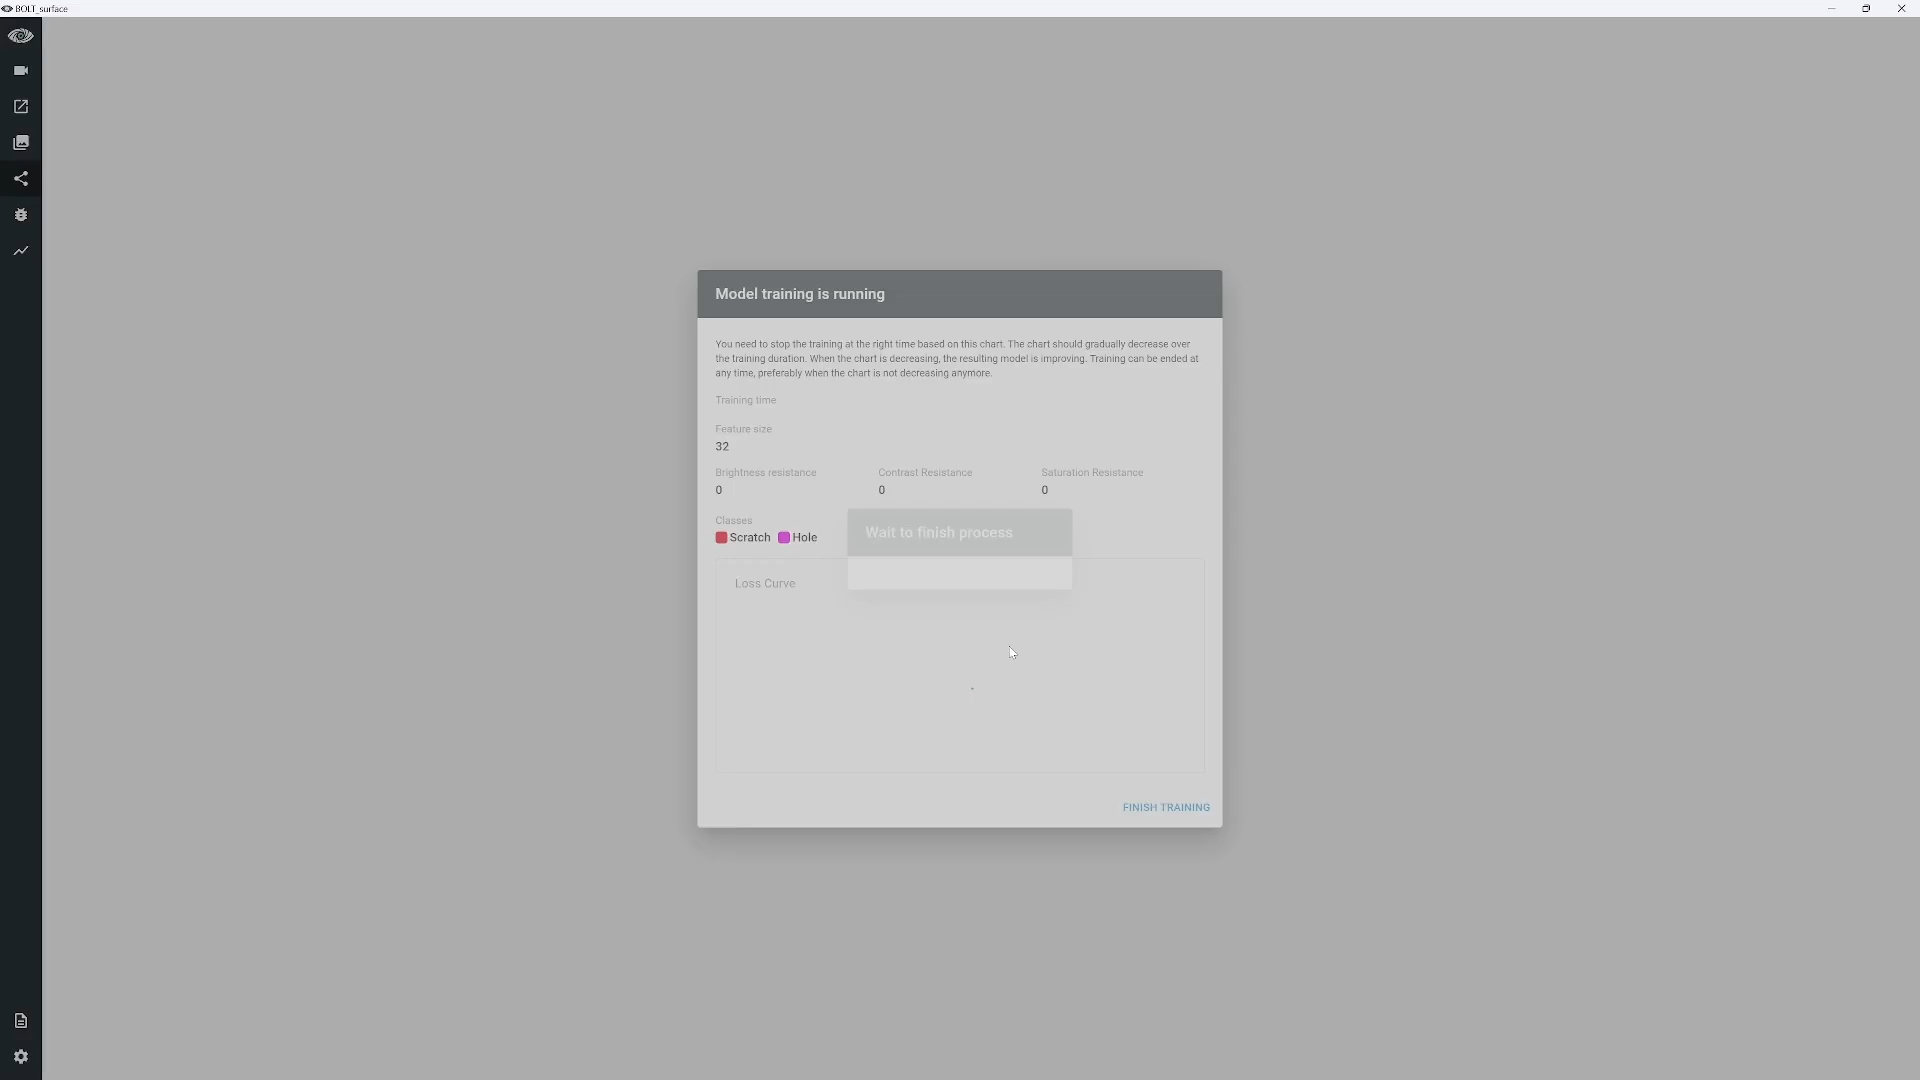 BOLT_surface
Model training is running
You need to stop the training at the right time based on this chart. The chart should gradually decrease over
the training duration. When the chart is decreasing, the resulting model is improving. Training can be ended at
any time, preferably when the chart is not decreasing anymore.
Training time
Feature size
32
Brightness resistance Contrast Resistance Saturation Resistance
0 0 0
Classes
Scratch Hole
Wait to finish process
Loss Curve
FINISH TRAINING